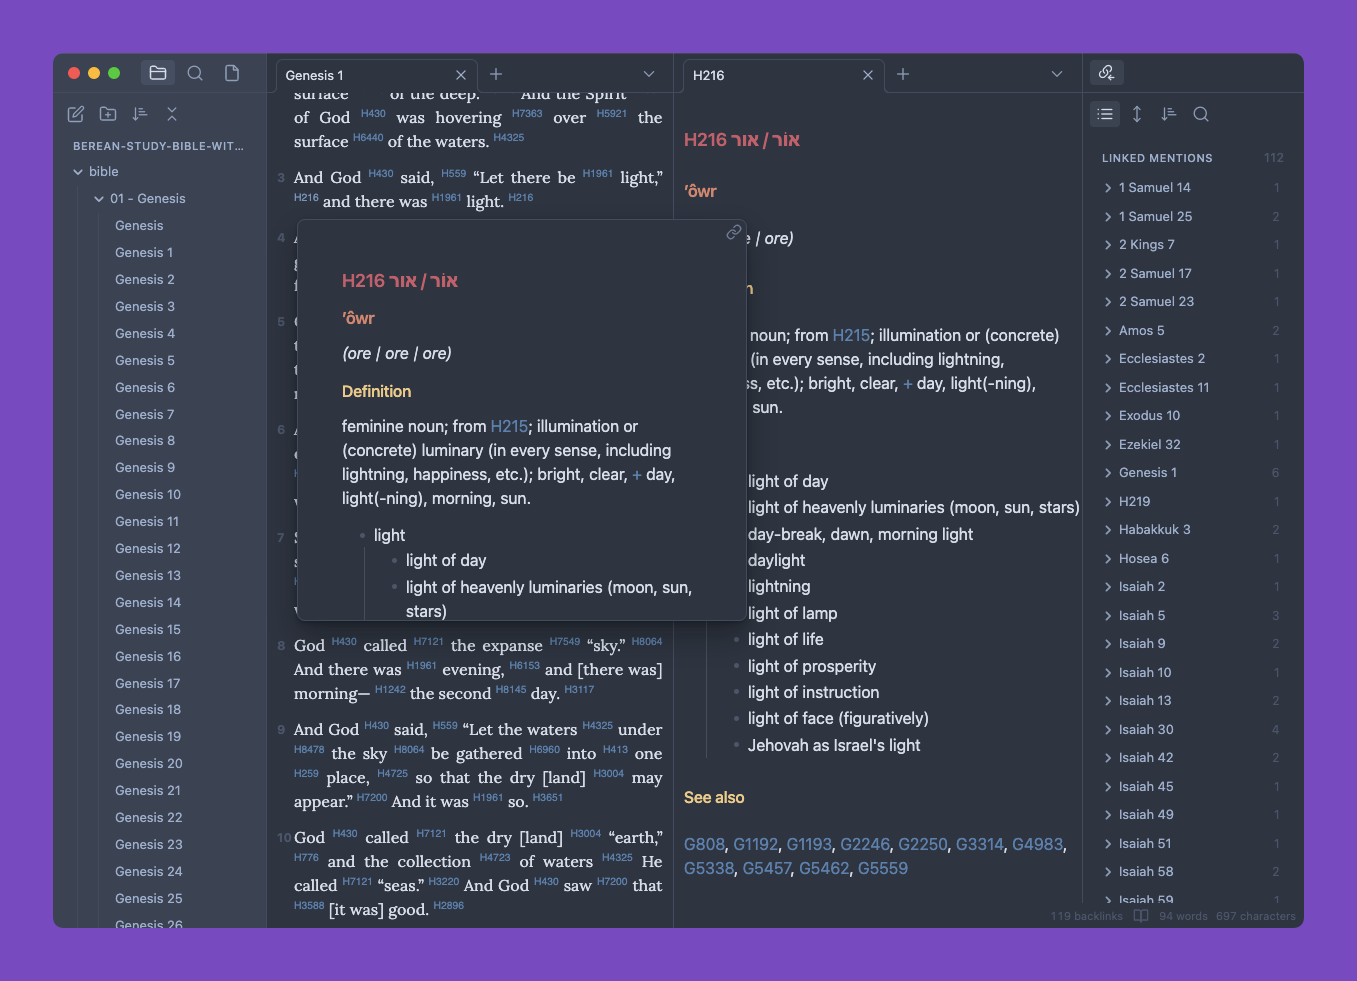 BEREAN-STUDY-BIBLE-WIT...
bible
01 - Genesis
Genesis
Genesis 1
Genesis 2
Genesis 3
Genesis 4
Genesis 5
Genesis 6
Genesis 7
Genesis 8
Genesis 9
Genesis 10
Genesis 11
Genesis 12
Genesis 13
Genesis 14
Genesis 15
Genesis 16
Genesis 17
Genesis 18
Genesis 19
Genesis 20
Genesis 21
Genesis 22
Genesis 23
Genesis 24
Genesis 25
Genesis 26
Genesis 1
surface of the deep. And the Spirit
of God H430 was hovering H7363 over H5921 the
surface H6440 of the waters. H4325
3 And God H430 said, H559 “Let there be H1961 light,”
H216 and there was H1961 light. H216
4
5
6
7
8 God H430 called H7121 the expanse H7549 “sky.” H8064
And there was H1961 evening, H6153 and [there was]
morning— H1242 the second H8145 day. H3117
9 And God H430 said, H559 “Let the waters H4325 under
H8478 the sky H8064 be gathered H6960 into H413 one
H259 place, H4725 so that the dry [land] H3004 may
appear.” H7200 And it was H1961 so. H3651
10 God H430 called H7121 the dry [land] H3004 “earth,”
H776 and the collection H4723 of waters H4325 He
called H7121 “seas.” H3220 And God H430 saw H7200 that
H3588 [it was] good. H2896
H216 אוֹר / אור
’ôwr
(ore | ore | ore)
Definition
feminine noun; from H215; illumination or
(concrete) luminary (in every sense, including
lightning, happiness, etc.); bright, clear, + day,
light(-ning), morning, sun.
light
light of day
light of heavenly luminaries (moon, sun,
stars)
H216
H216 אוֹר / אור
’ôwr
| ore)
noun; from H215; illumination or (concrete)
(in every sense, including lightning,
etc.); bright, clear, + day, light(-ning),
sun.
light of day
light of heavenly luminaries (moon, sun, stars)
day-break, dawn, morning light
daylight
lightning
light of lamp
light of life
light of prosperity
light of instruction
light of face (figuratively)
Jehovah as Israel's light
See also
G808, G1192, G1193, G2246, G2250, G3314, G4983,
G5338, G5457, G5462, G5559
LINKED MENTIONS 112
1 Samuel 14 1
1 Samuel 25 2
2 Kings 7 1
2 Samuel 17 1
2 Samuel 23 1
Amos 5 2
Ecclesiastes 2 1
Ecclesiastes 11 1
Exodus 10 1
Ezekiel 32 1
Genesis 1 6
H219 1
Habakkuk 3 2
Hosea 6 1
Isaiah 2 1
Isaiah 5 3
Isaiah 9 2
Isaiah 10 1
Isaiah 13 2
Isaiah 30 4
Isaiah 42 2
Isaiah 45 1
Isaiah 49 1
Isaiah 51 1
Isaiah 58 2
Isaiah 59 1
119 backlinks 94 words 697 characters